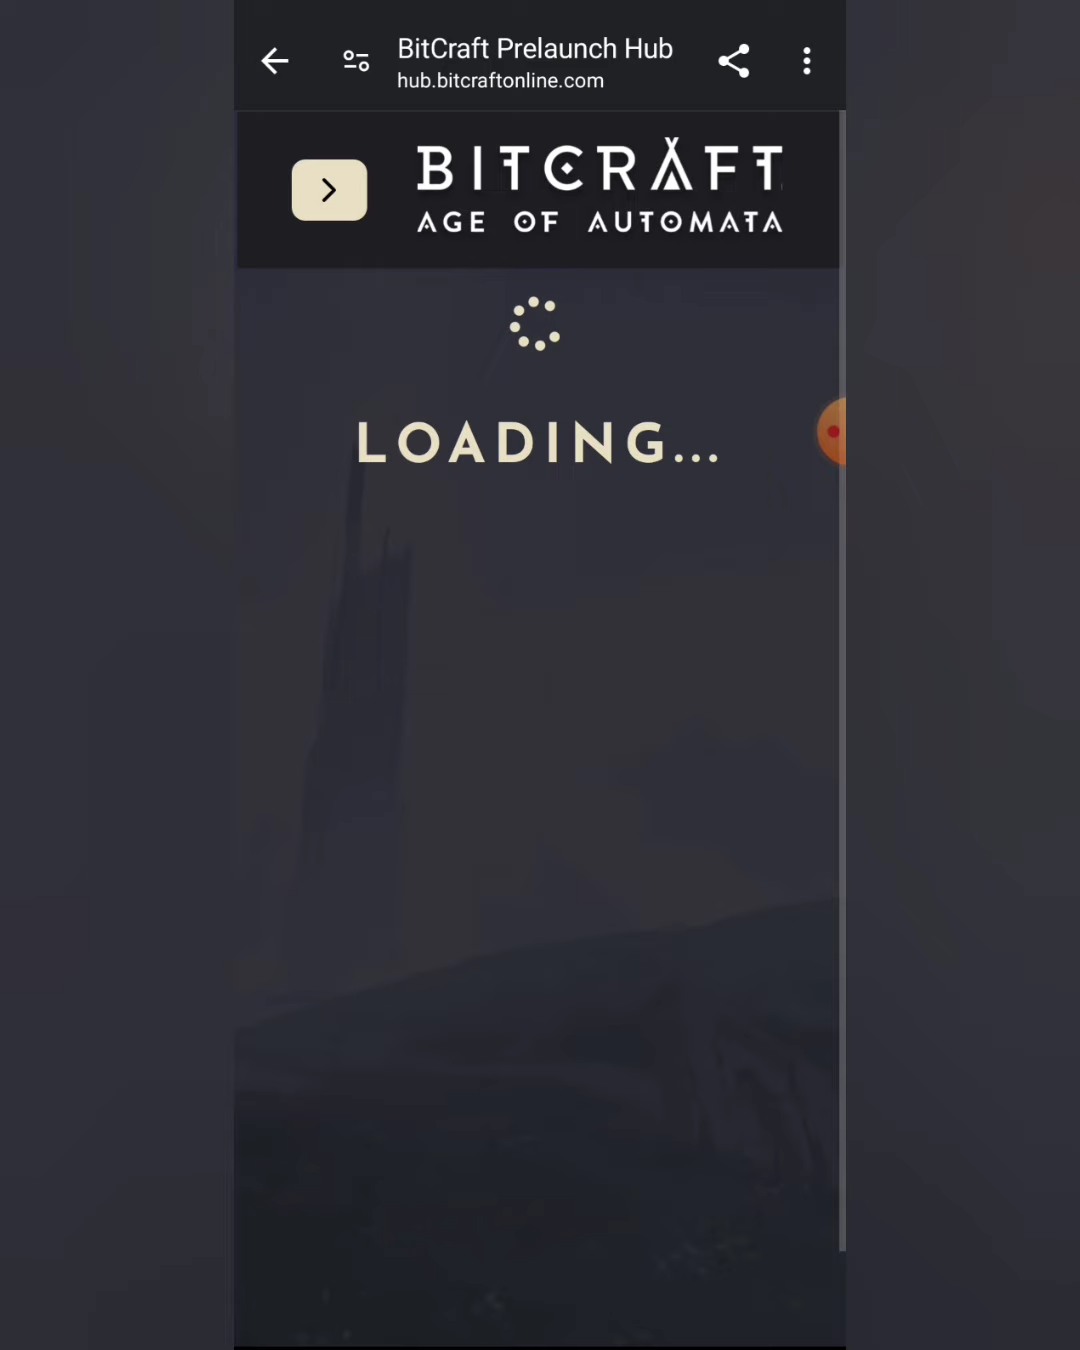 BitCraft Prelaunch Hub
hub.bitcraftonline.com
BITCRAFT
AGE OF AUTOMATA
LOADING...